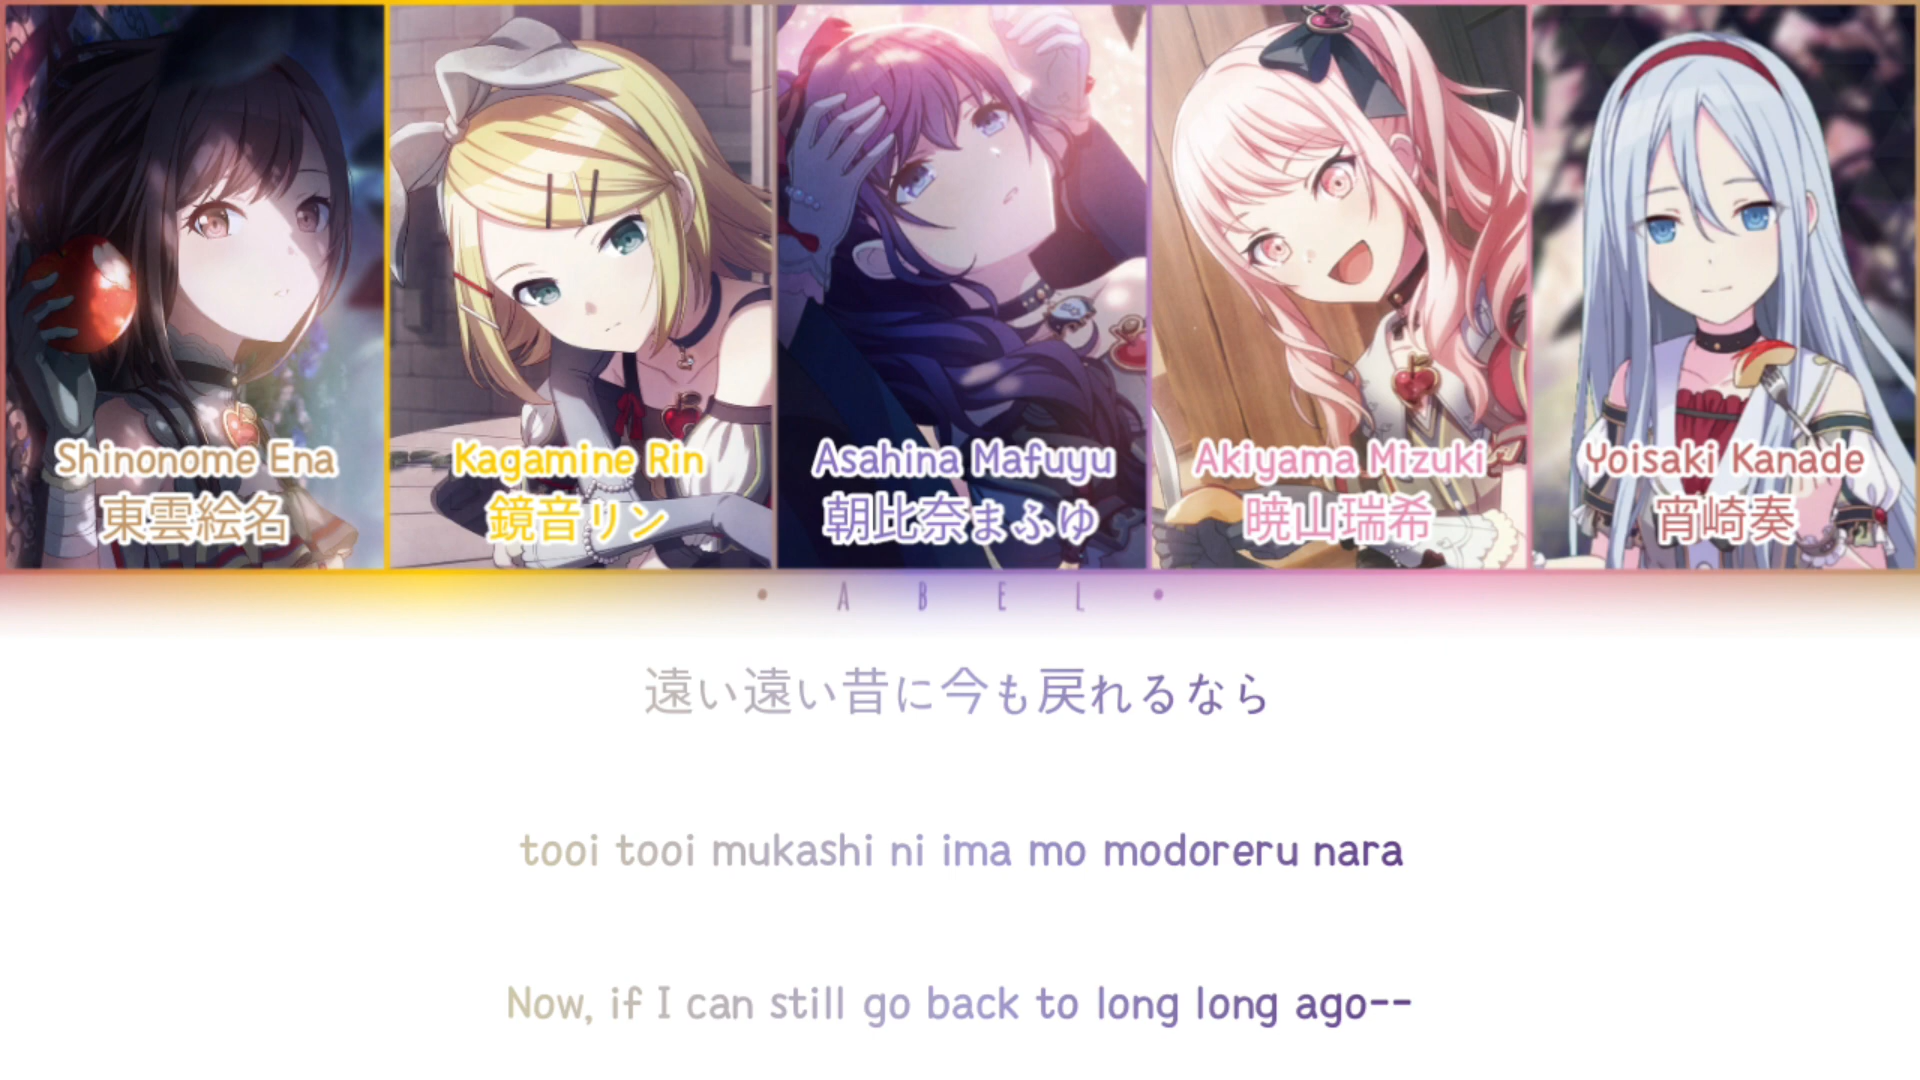 Shinonome Ena
東雲絵名
Kagamine Rin
鏡音リン
Asahina Mafuyu
朝比奈まふゆ
Akiyama Mizuki
暁山瑞希
Yoisaki Kanade
宵崎奏
• A B E L •
遠い遠い昔に今も戻れるなら
tooi tooi mukashi ni ima mo modoreru nara
Now, if I can still go back to long long ago--